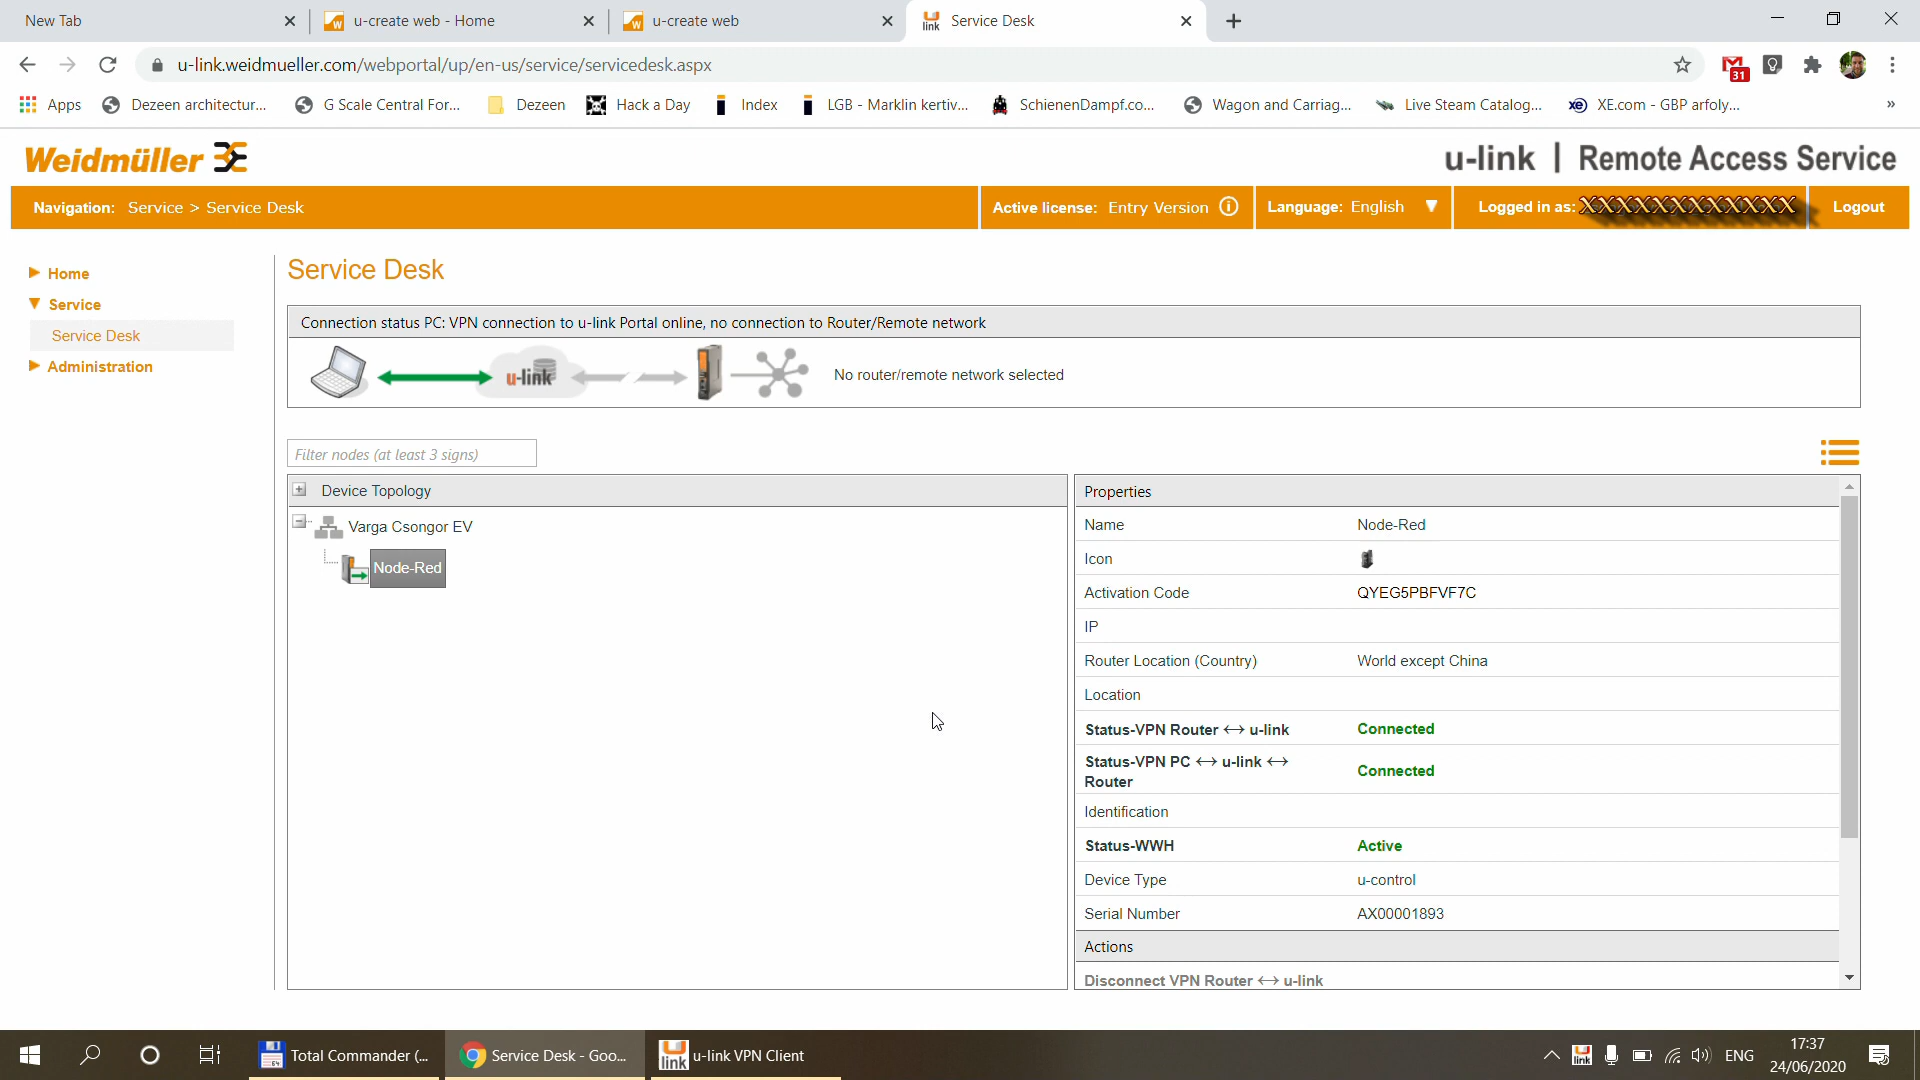 New Tab
u-create web - Home
u-create web
Service Desk
u-link.weidmueller.com/webportal/up/en-us/service/servicedesk.aspx
31
Apps
Dezeen architectur...
G Scale Central For...
Dezeen
Hack a Day
Index
LGB - Marklin kertiv...
SchienenDampf.co...
Wagon and Carriag...
Live Steam Catalog...
XE.com - GBP arfoly...
»
Weidmüller
u-link | Remote Access Service
Navigation: Service > Service Desk
Active license: Entry Version
Language: English
Logged in as: XXXXXXXXXXXXX
Logout
Home
Service
Service Desk
Administration
Service Desk
Connection status PC: VPN connection to u-link Portal online, no connection to Router/Remote network
u-link
No router/remote network selected
Filter nodes (at least 3 signs)
Device Topology
Varga Csongor EV
Node-Red
Properties
Name Node-Red
Icon
Activation Code QYEG5PBFVF7C
IP
Router Location (Country) World except China
Location
Status-VPN Router ↔ u-link Connected
Status-VPN PC ↔ u-link ↔
Router Connected
Identification
Status-WWH Active
Device Type u-control
Serial Number AX00001893
Actions
Disconnect VPN Router ↔ u-link
Total Commander (...
Service Desk - Goo...
u-link VPN Client
ENG
17:37
24/06/2020